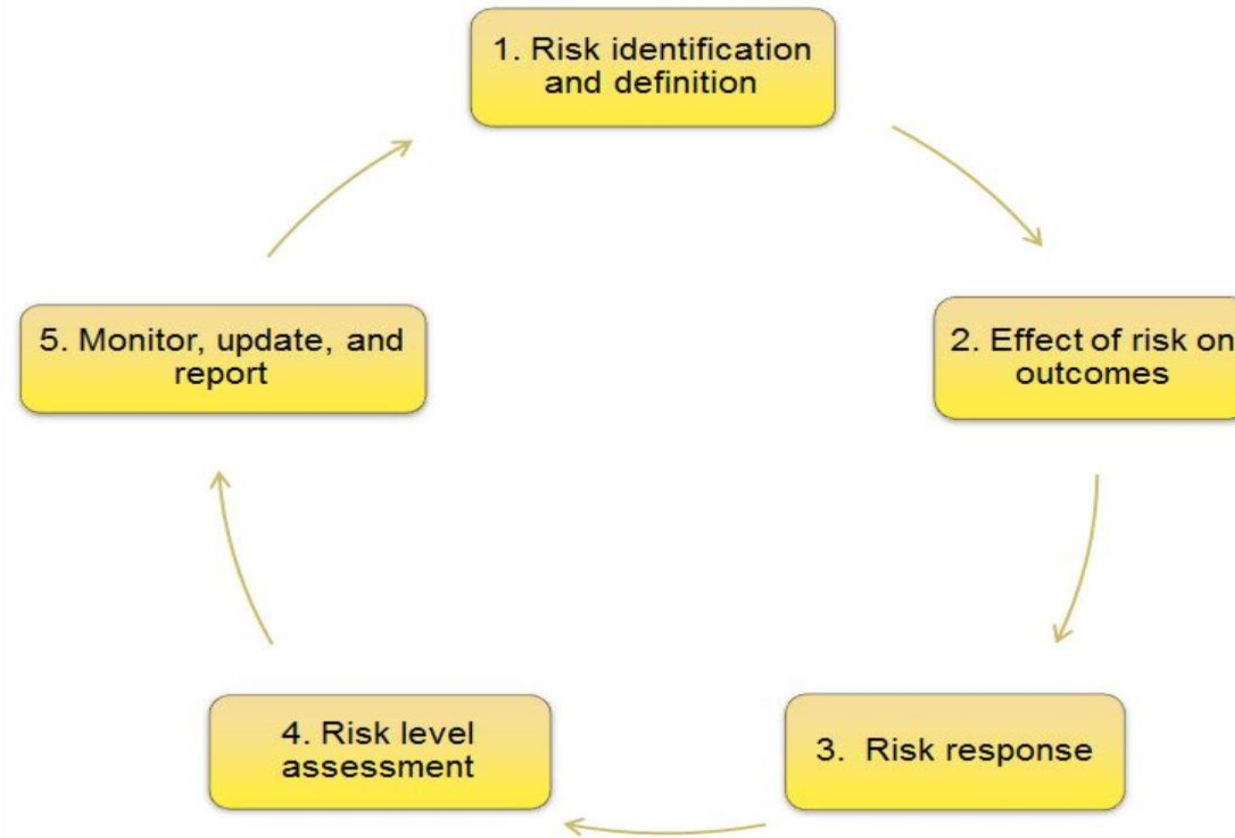 1. Risk identification
and definition
2. Effect of risk on
outcomes
3. Risk response
4. Risk level
assessment
5. Monitor, update, and
report